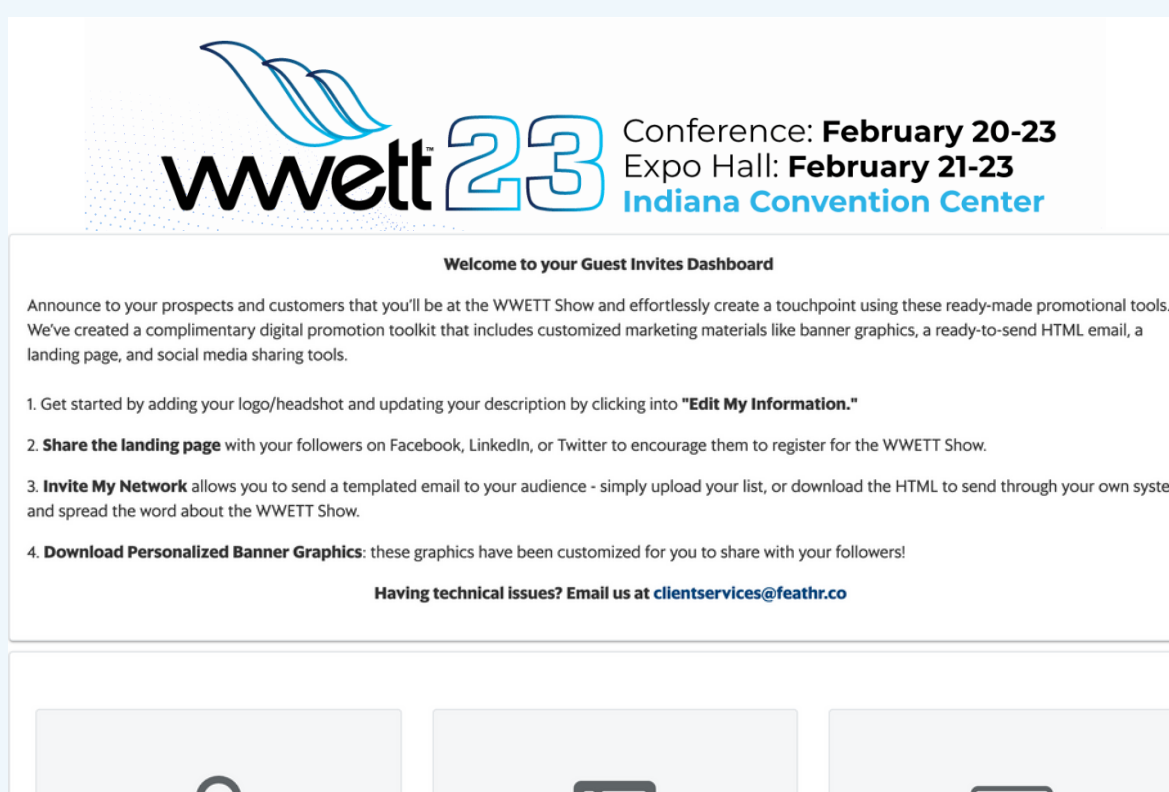 wwett™ 23
Conference: February 20-23
Expo Hall: February 21-23
Indiana Convention Center
Welcome to your Guest Invites Dashboard
Announce to your prospects and customers that you'll be at the WWETT Show and effortlessly create a touchpoint using these ready-made promotional tools.
We've created a complimentary digital promotion toolkit that includes customized marketing materials like banner graphics, a ready-to-send HTML email, a
landing page, and social media sharing tools.
1. Get started by adding your logo/headshot and updating your description by clicking into "Edit My Information."
2. Share the landing page with your followers on Facebook, LinkedIn, or Twitter to encourage them to register for the WWETT Show.
3. Invite My Network allows you to send a templated email to your audience - simply upload your list, or download the HTML to send through your own syste
and spread the word about the WWETT Show.
4. Download Personalized Banner Graphics: these graphics have been customized for you to share with your followers!
Having technical issues? Email us at clientservices@feathr.co